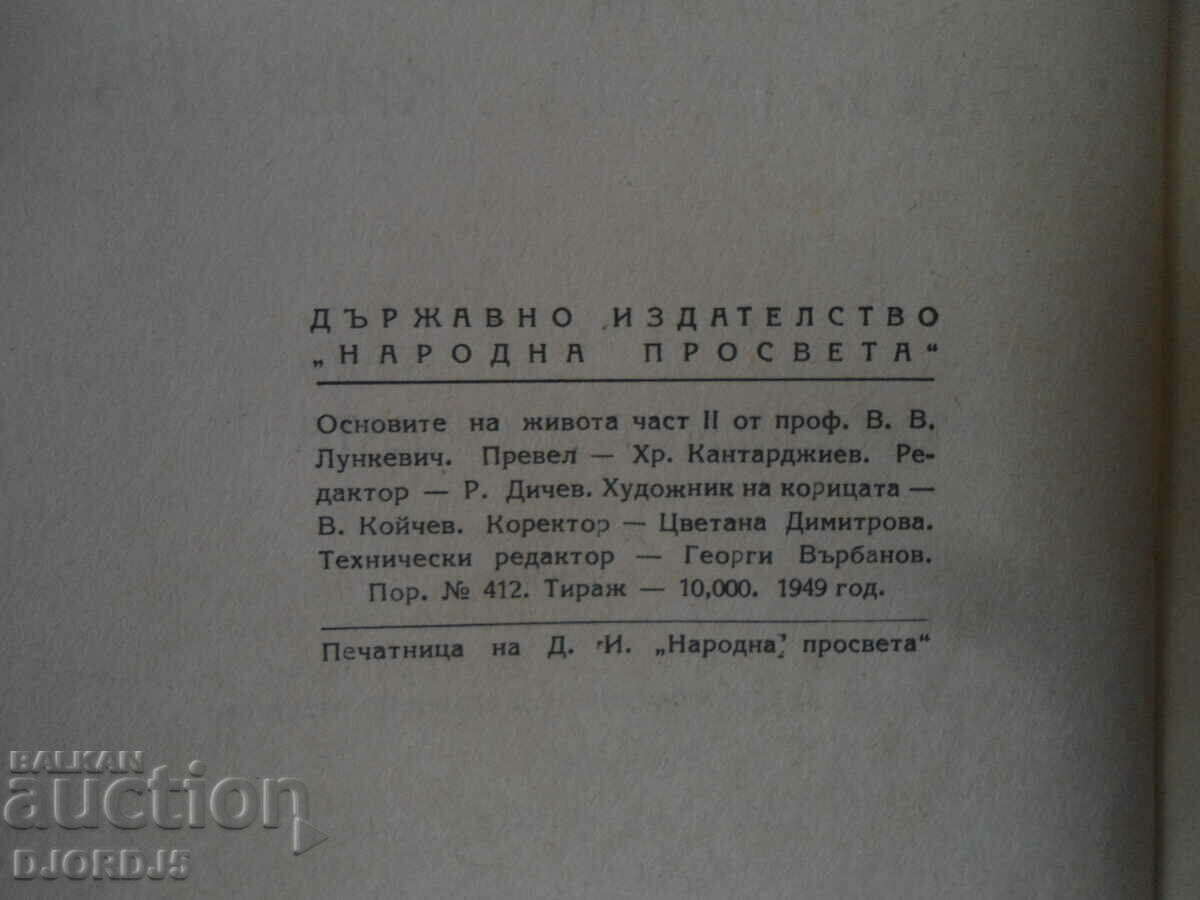 ДЪРЖАВНО ИЗДАТЕЛСТВО
„НАРОДНА ПРОСВЕТА“
Основите на живота част II от проф. В. В.
Лункевич. Превел — Хр. Кантарджиев. Ре-
дактор — Р. Дичев. Художник на корицата —
В. Койчев. Коректор — Цветана Димитрова.
Технически редактор — Георги Върбанов.
Пор. № 412. Тираж — 10,000. 1949 год.
Печатница на Д. И. „Народна просвета“
BALKAN
auction
DJORDJ5